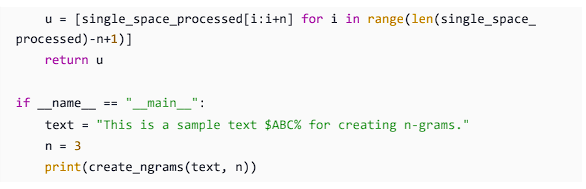 u = [single_space_processed[i:i+n] for i in range(len(single_space_
processed)-n+1)]
    return u

if __name__ == "__main__":
    text = "This is a sample text $ABC% for creating n-grams."
    n = 3
    print(create_ngrams(text, n))